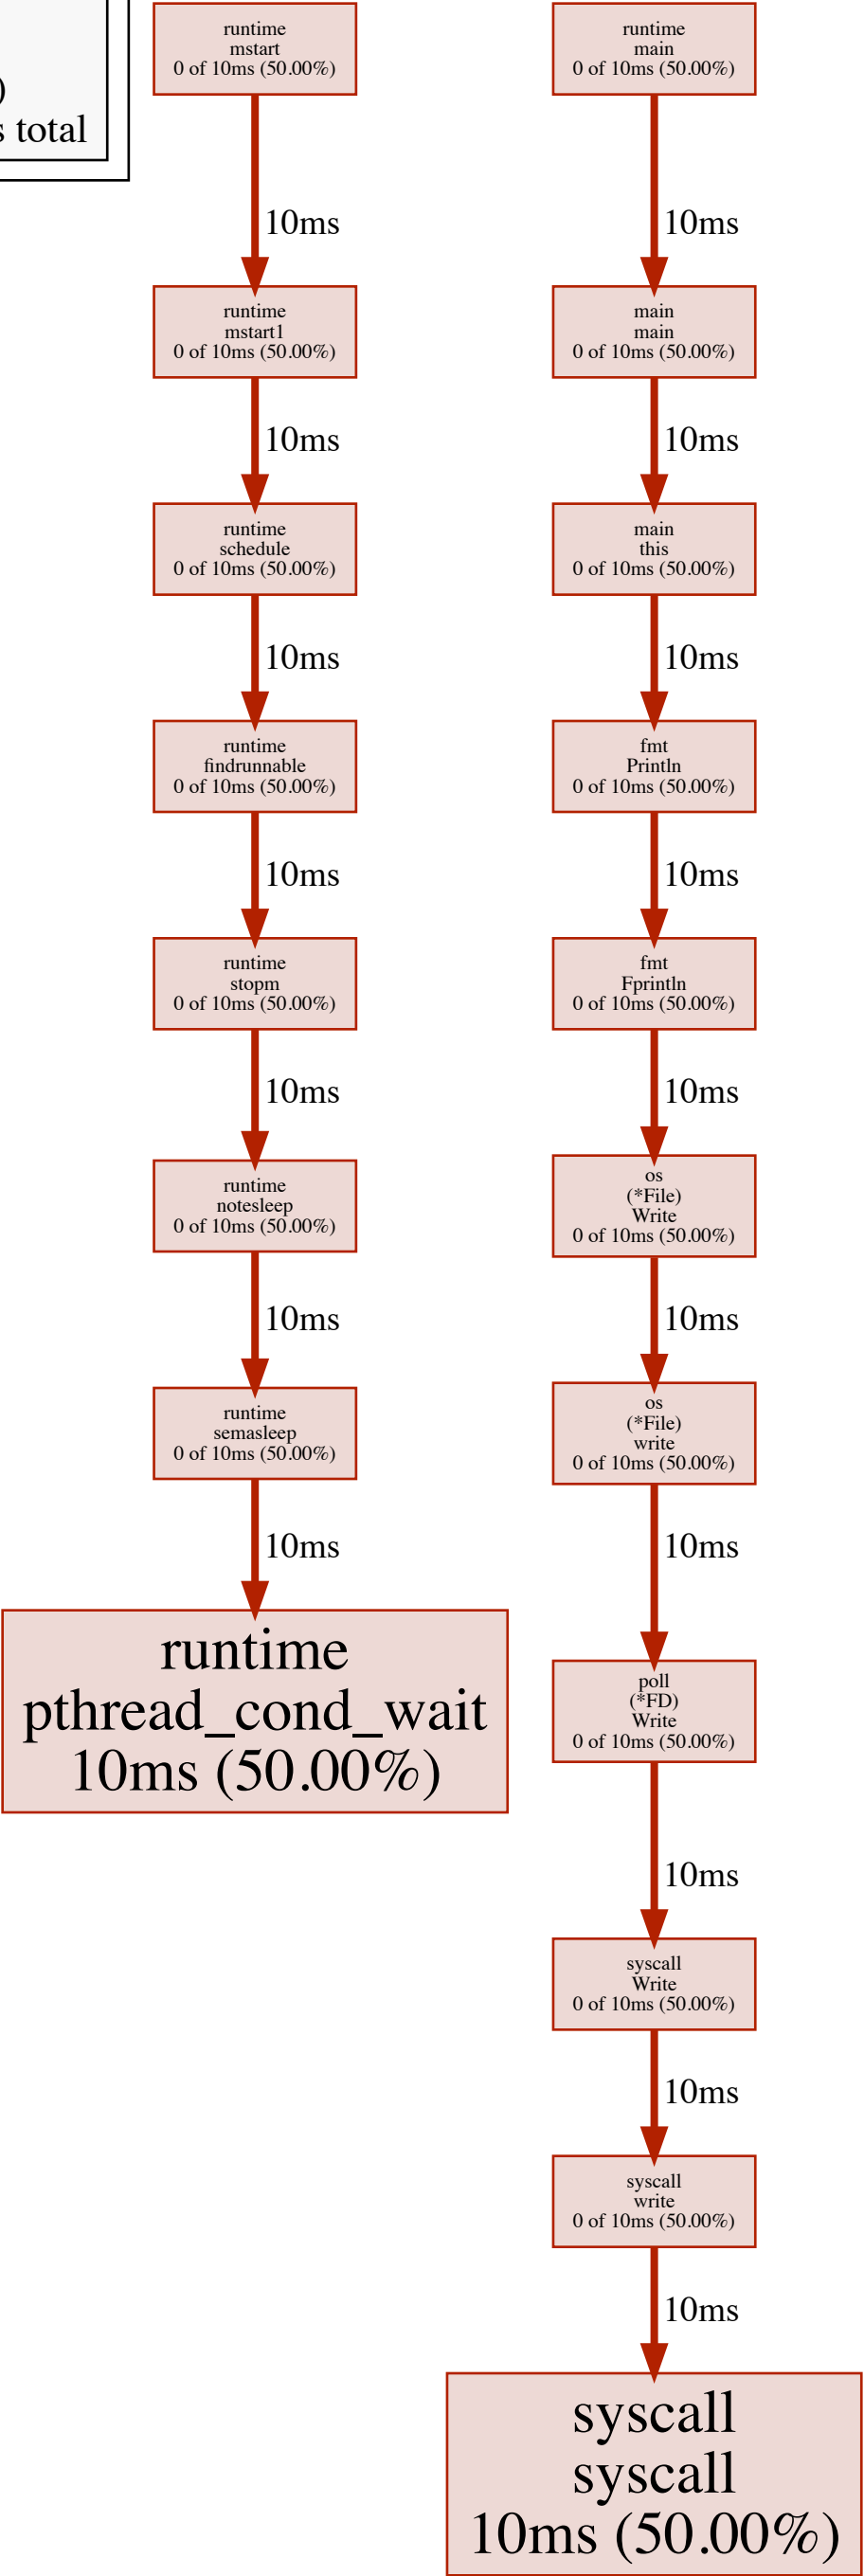 )
s total
runtime
mstart
0 of 10ms (50.00%)
10ms
runtime
mstart1
0 of 10ms (50.00%)
10ms
runtime
schedule
0 of 10ms (50.00%)
10ms
runtime
findrunnable
0 of 10ms (50.00%)
10ms
runtime
stopm
0 of 10ms (50.00%)
10ms
runtime
notesleep
0 of 10ms (50.00%)
10ms
runtime
semasleep
0 of 10ms (50.00%)
10ms
runtime
pthread_cond_wait
10ms (50.00%)
runtime
main
0 of 10ms (50.00%)
10ms
main
main
0 of 10ms (50.00%)
10ms
main
this
0 of 10ms (50.00%)
10ms
fmt
Println
0 of 10ms (50.00%)
10ms
fmt
Fprintln
0 of 10ms (50.00%)
10ms
os
(*File)
Write
0 of 10ms (50.00%)
10ms
os
(*File)
write
0 of 10ms (50.00%)
10ms
poll
(*FD)
Write
0 of 10ms (50.00%)
10ms
syscall
Write
0 of 10ms (50.00%)
10ms
syscall
write
0 of 10ms (50.00%)
10ms
syscall
syscall
10ms (50.00%)